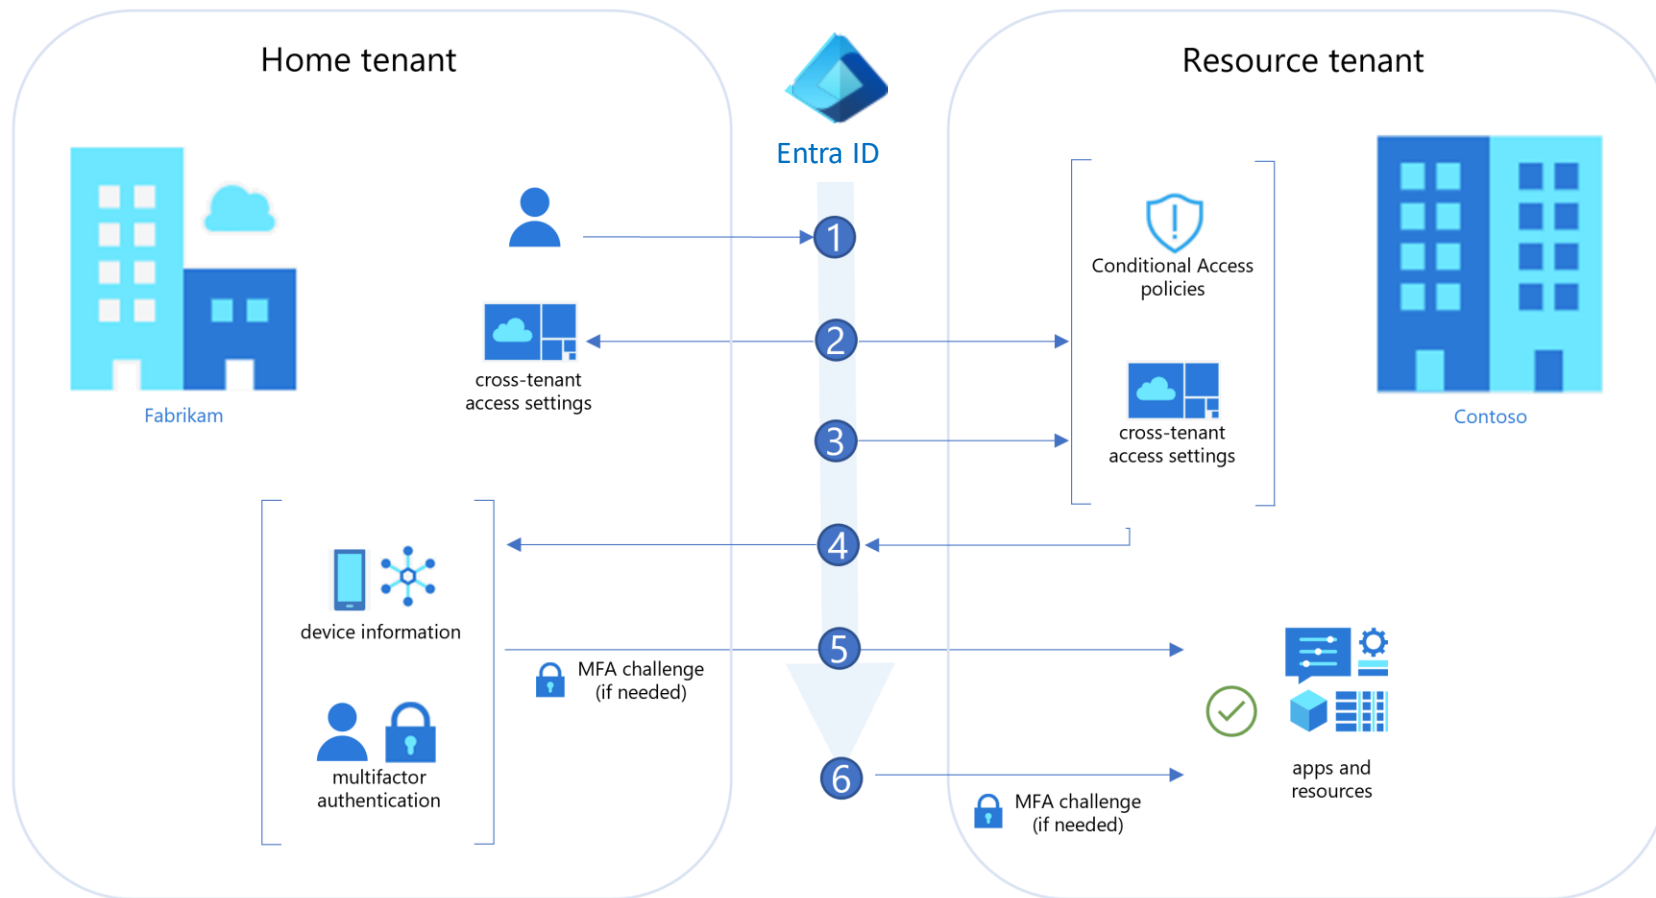 Home tenant
Entra ID
Resource tenant
1
Conditional Access
policies
2
cross-tenant
access settings
Fabrikam
3
cross-tenant
access settings
Contoso
4
device information
5
MFA challenge
(if needed)
multifactor
authentication
6
MFA challenge
(if needed)
apps and
resources